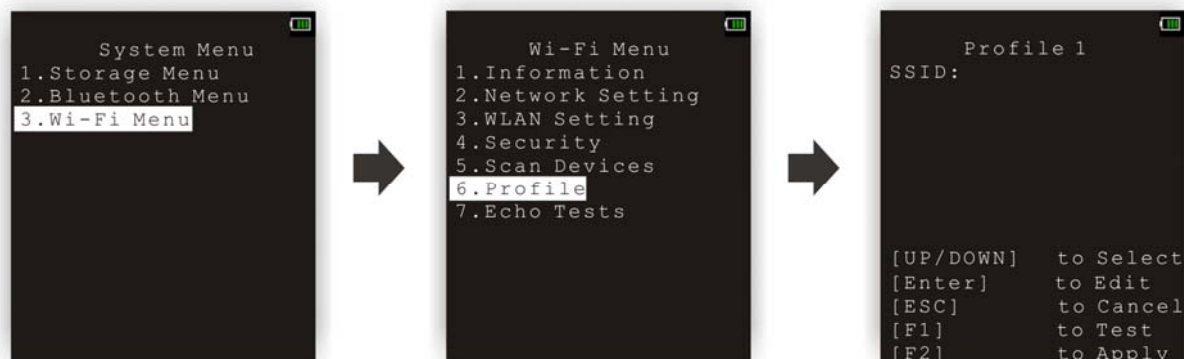 System Menu
1.Storage Menu
2.Bluetooth Menu
3.Wi-Fi Menu
Wi-Fi Menu
1.Information
2.Network Setting
3.WLAN Setting
4.Security
5.Scan Devices
6.Profile
7.Echo Tests
Profile 1
SSID:
[UP/DOWN] to Select
[Enter] to Edit
[ESC] to Cancel
[F1] to Test
[F2] to Apply